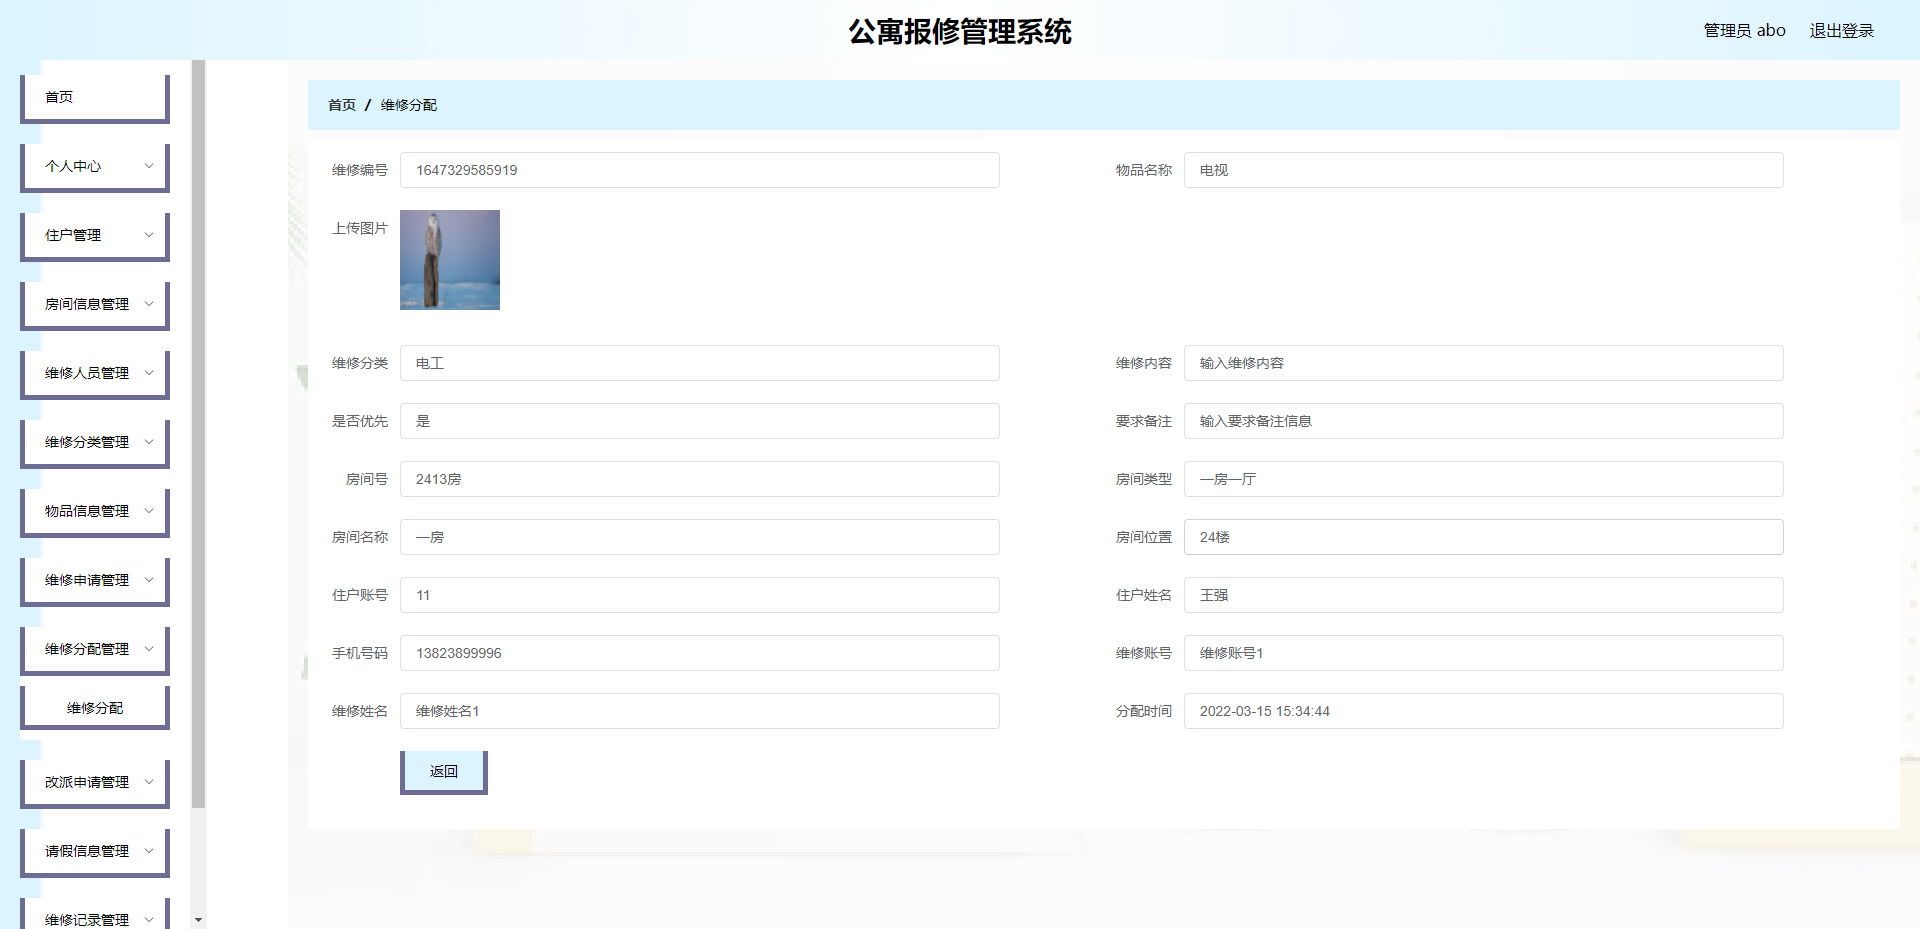 公寓报修管理系统
管理员 abo 退出登录
首页
个人中心
住户管理
房间信息管理
维修人员管理
维修分类管理
物品信息管理
维修申请管理
维修分配管理
维修分配
改派申请管理
请假信息管理
维修记录管理
首页 / 维修分配
维修编号 1647329585919 物品名称 电视
上传图片
维修分类 电工 维修内容 输入维修内容
是否优先 是 要求备注 输入要求备注信息
房间号 2413房 房间类型 一房一厅
房间名称 一房 房间位置 24楼
住户账号 11 住户姓名 王强
手机号码 13823899996 维修账号 维修账号1
维修姓名 维修姓名1 分配时间 2022-03-15 15:34:44
返回